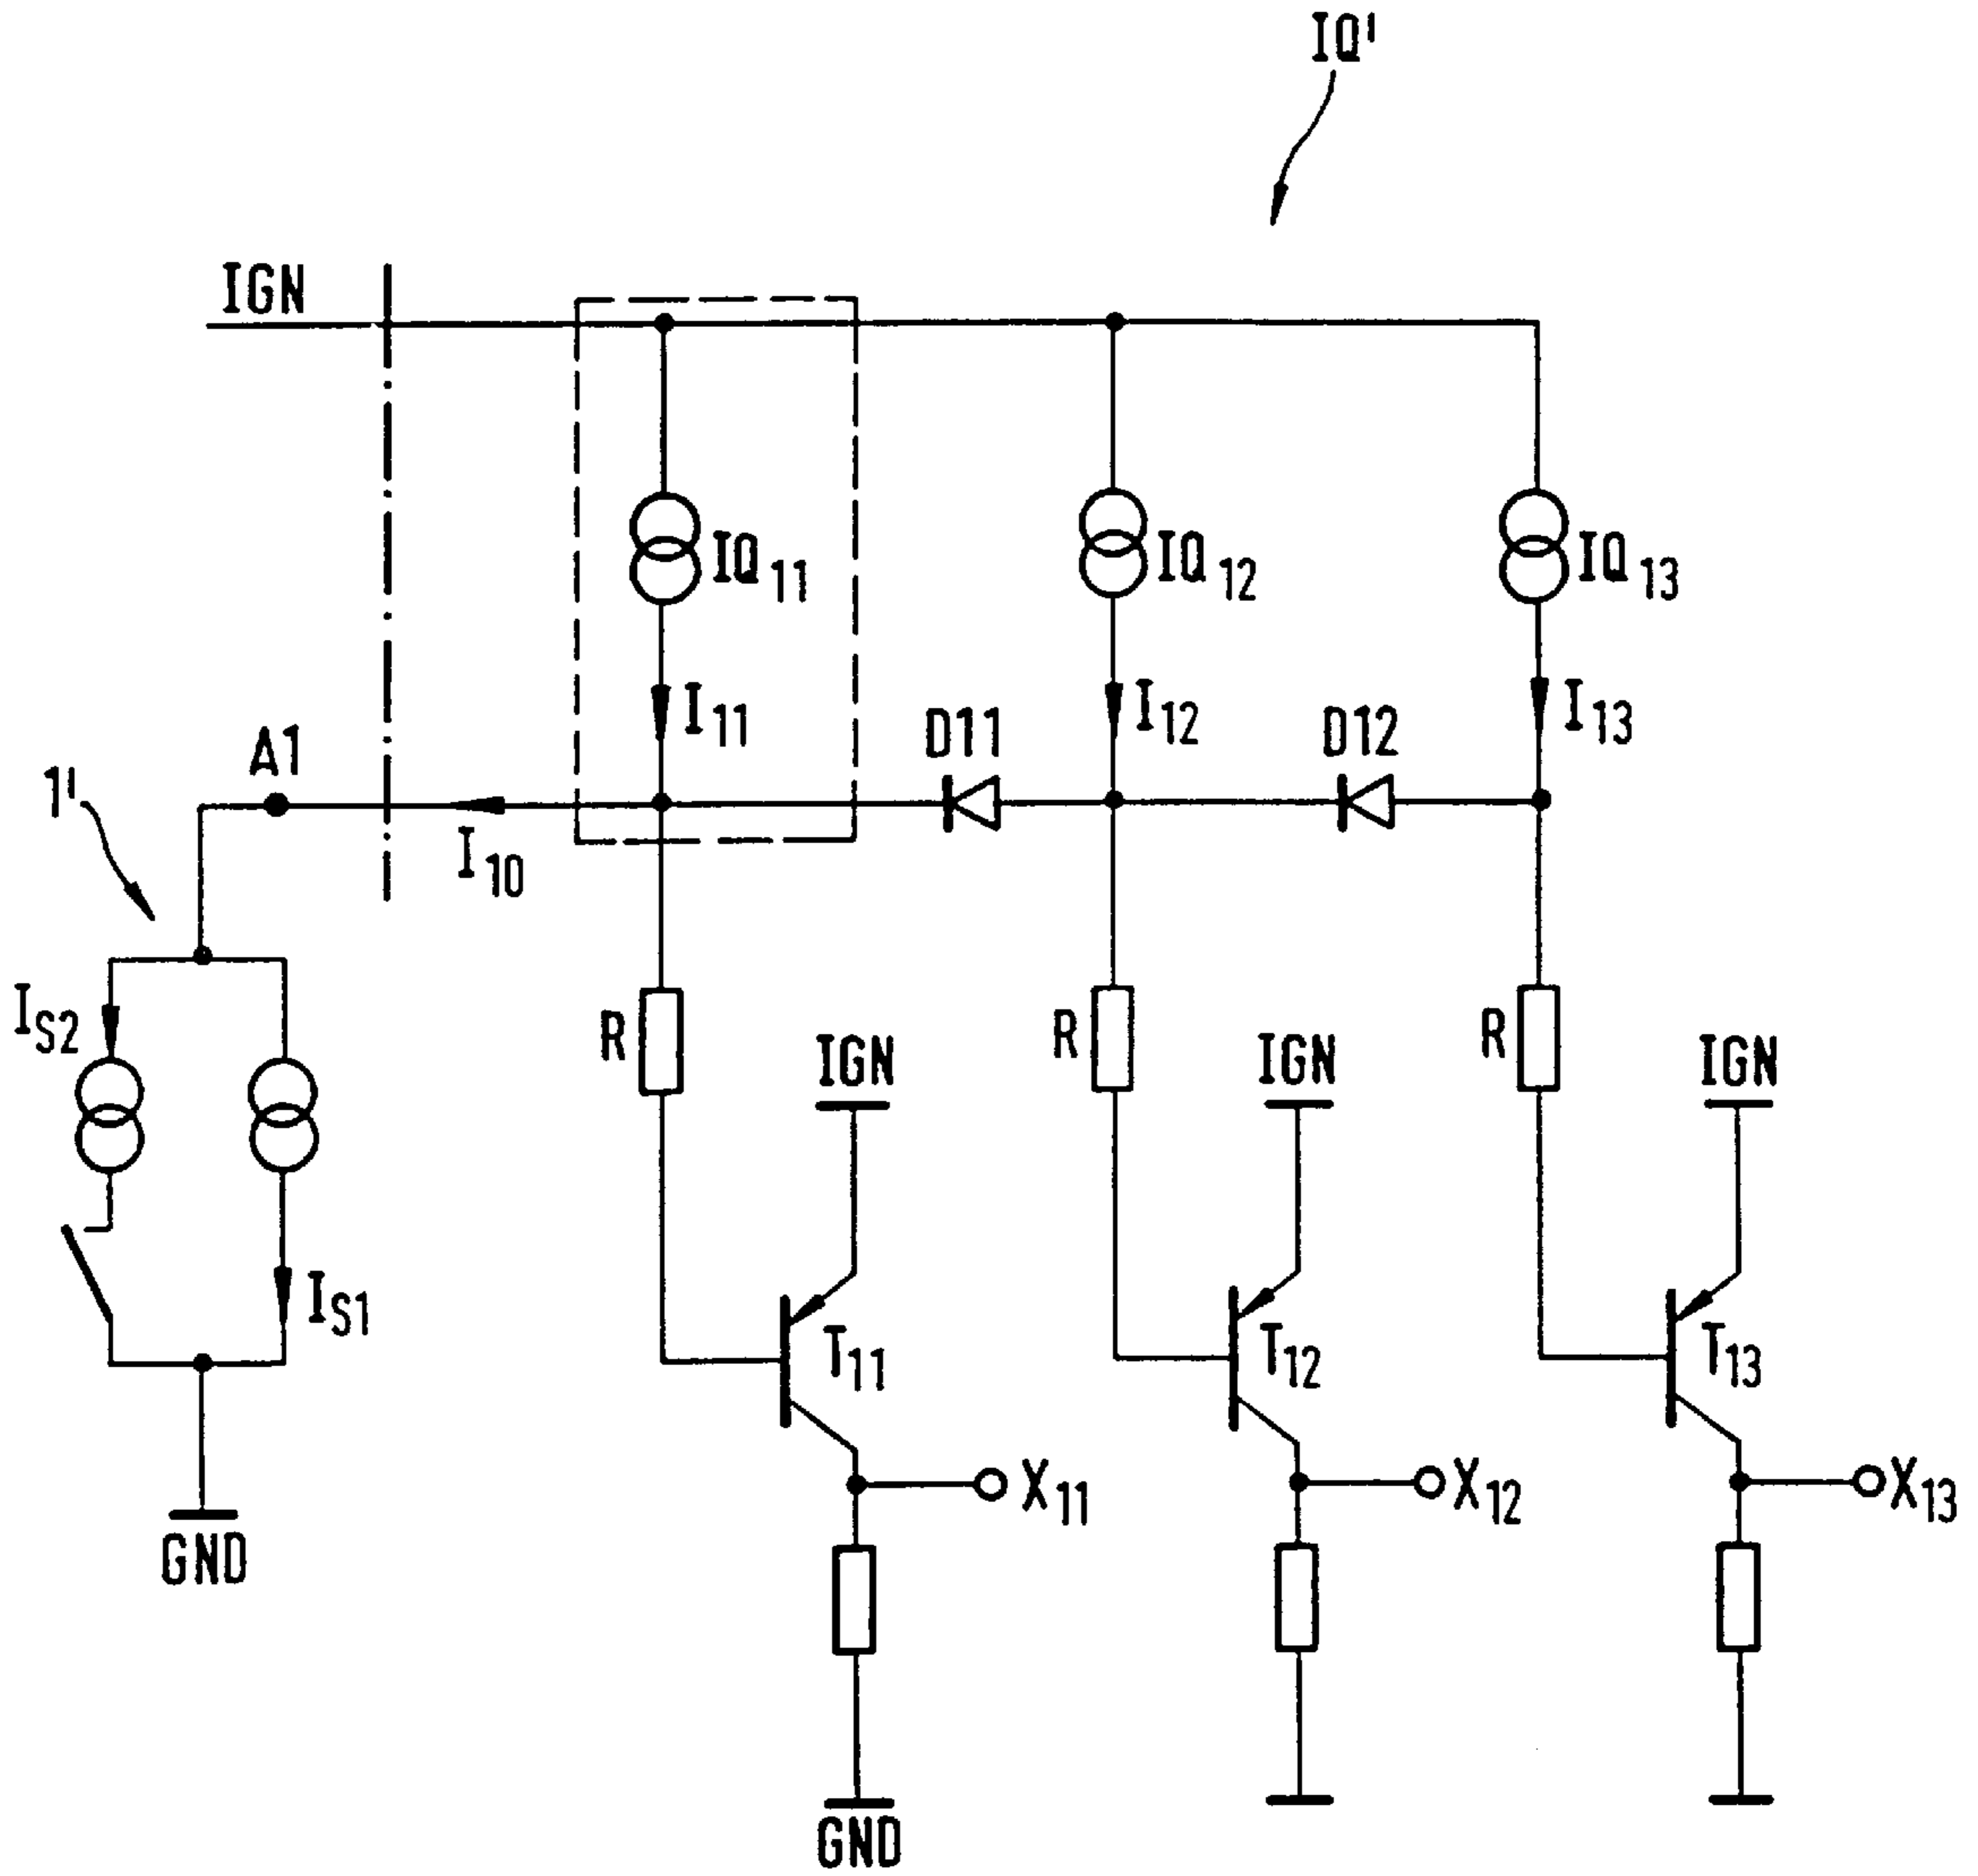 IQ'
IGN
IQ11
IQ12
IQ13
I11
I12
I13
D11
D12
A1
1'
I10
IS2
R
R
R
IGN
IGN
IGN
IS1
T11
T12
T13
X11
X12
X13
GND
GND